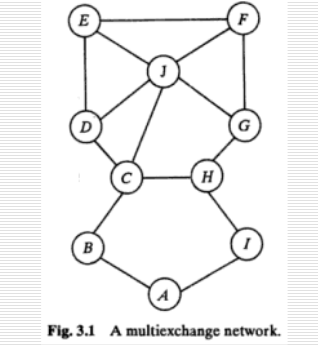 E F
J
D G
C H
B I
A
Fig. 3.1 A multiexchange network.